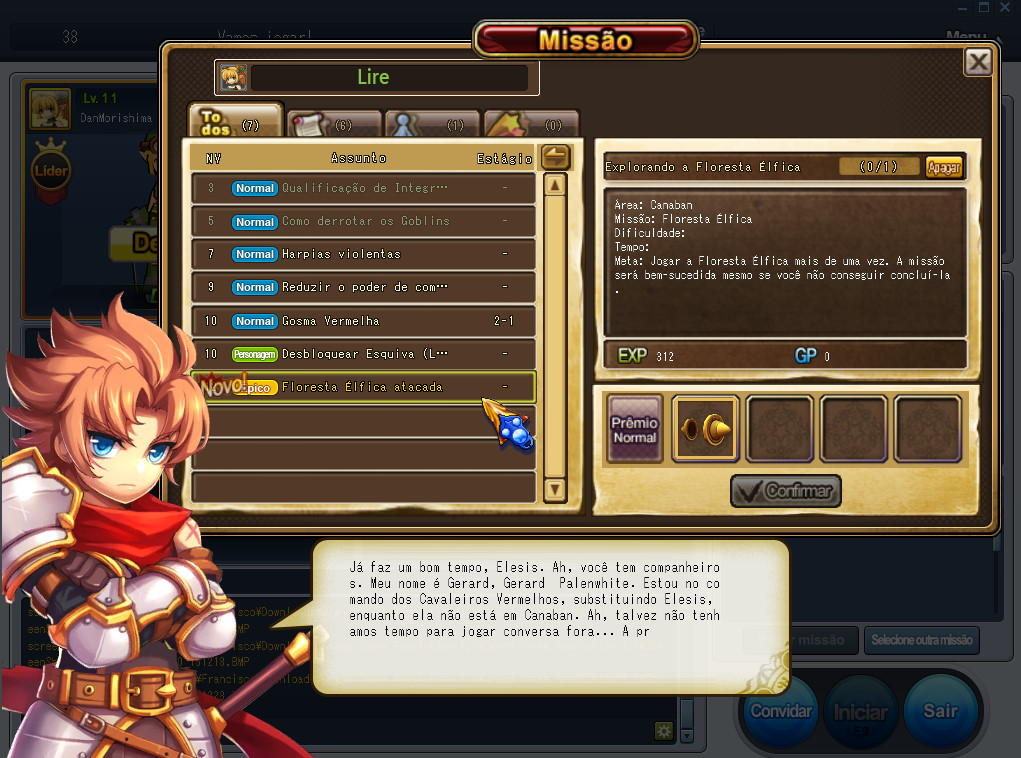 38
Vamos jogar!
Menu
Missão
Lire
Lv.11
DanMorishima
Líder
To
dos
(7)
(6)
(1)
(0)
NV Assunto Estágio
3 Normal Qualificação de Integr... -
5 Normal Como derrotar os Goblins -
7 Normal Harpias violentas -
9 Normal Reduzir o poder de com... -
10 Normal Gosma Vermelha 2-1
10 Personagem Desbloquear Esquiva (L... -
Novo! pico Floresta Élfica atacada -
Explorando a Floresta Élfica (0/1) Apagar
Area: Canaban
Missão: Floresta Élfica
Dificuldade:
Tempo:
Meta: Jogar a Floresta Élfica mais de uma vez. A missão
será bem-sucedida mesmo se você não conseguir concluí-la
.
EXP 312 GP 0
Prêmio
Normal
Confirmar
Já faz um bom tempo, Elesis. Ah, você tem companheiro
s. Meu nome é Gerard, Gerard Palenwhite. Estou no co
mando dos Cavaleiros Vermelhos, substituindo Elesis,
enquanto ela não está em Canaban. Ah, talvez não tenh
amos tempo para jogar conversa fora... A pr
missão
Selecione outra missão
Convidar
Iniciar
Sair